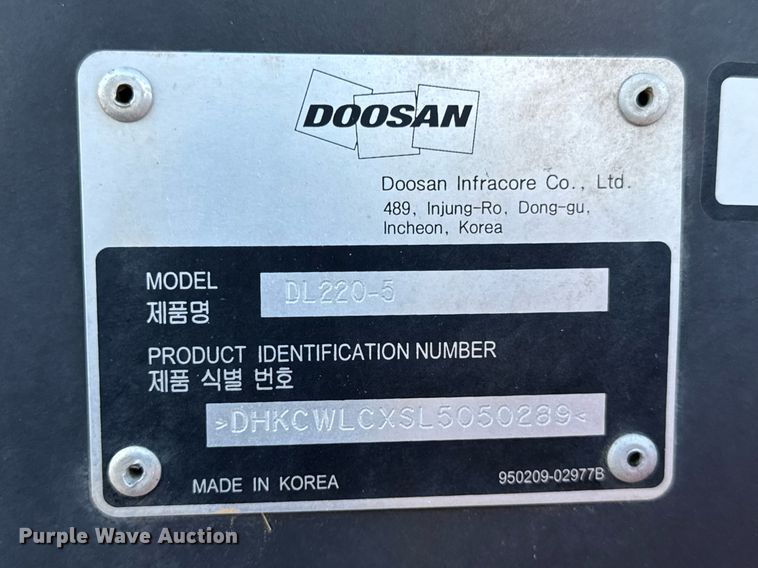 DOOSAN
Doosan Infracore Co., Ltd.
489, Injung-Ro, Dong-gu,
Incheon, Korea
MODEL DL220-5
제품명
PRODUCT IDENTIFICATION NUMBER
제품 식별 번호
>DHKCWLCXSL5050289<
MADE IN KOREA 950209-02977B
Purple Wave Auction